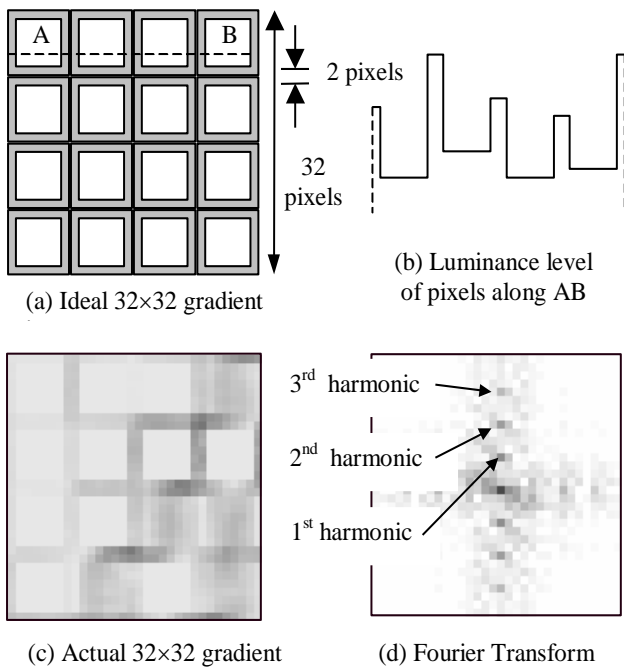 A
B
2 pixels
32
pixels
(a) Ideal 32×32 gradient
(b) Luminance level
of pixels along AB
3rd harmonic
2nd harmonic
1st harmonic
(c) Actual 32×32 gradient
(d) Fourier Transform